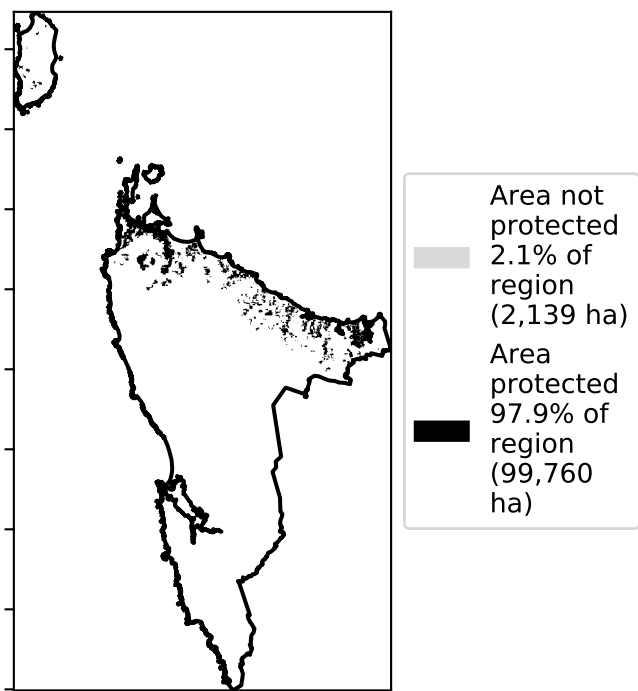 Area not
protected
2.1% of
region
(2,139 ha)
Area
protected
97.9% of
region
(99,760
ha)